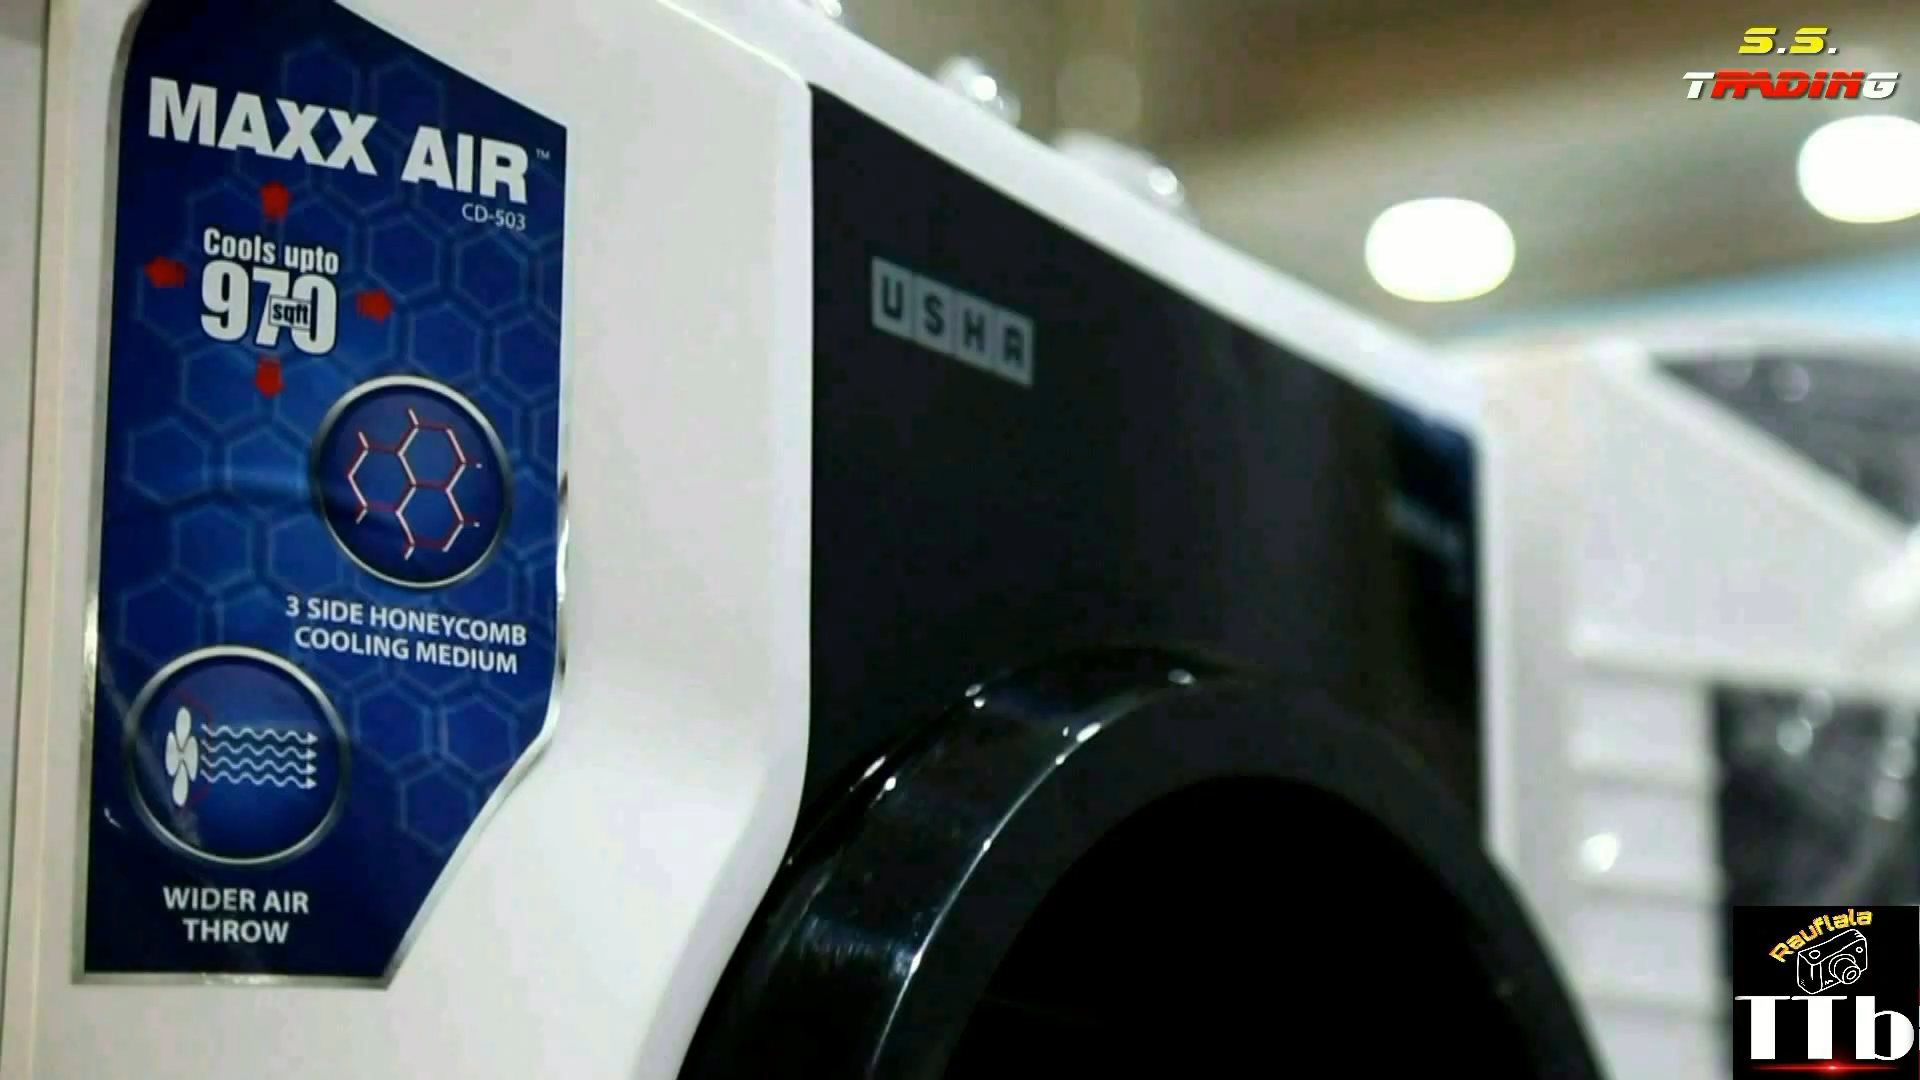 S.S.
TRADING
MAXX AIR™
CD-503
Cools upto
970
sqft
USHA
3 SIDE HONEYCOMB
COOLING MEDIUM
WIDER AIR
THROW
Rauflala
TTb